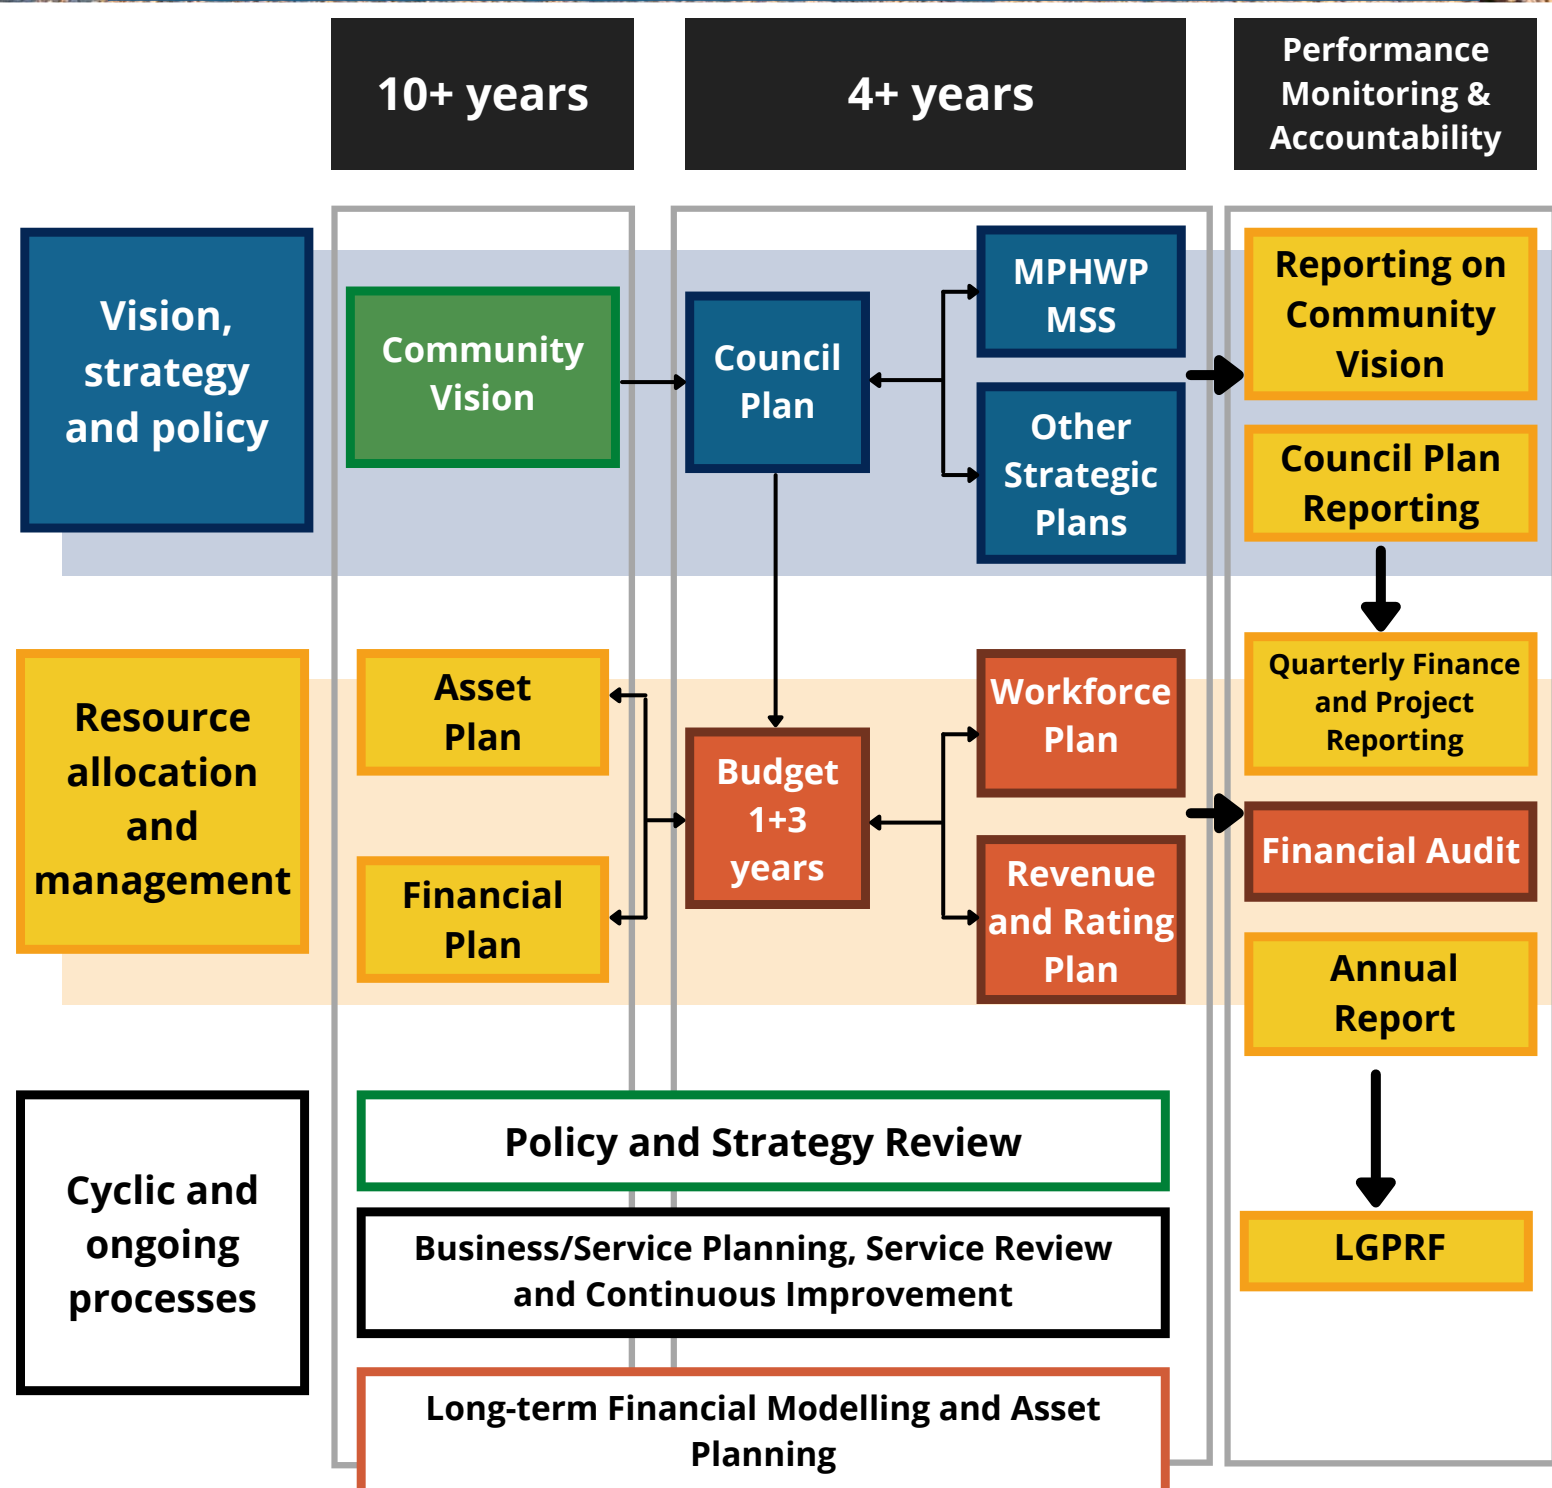 10+ years
4+ years
Performance
Monitoring &
Accountability
Vision,
strategy
and policy
Community
Vision
Council
Plan
MPHWP
MSS
Other
Strategic
Plans
Reporting on
Community
Vision
Council Plan
Reporting
Resource
allocation
and
management
Asset
Plan
Financial
Plan
Budget
1+3
years
Workforce
Plan
Revenue
and Rating
Plan
Quarterly Finance
and Project
Reporting
Financial Audit
Annual
Report
LGPRF
Cyclic and
ongoing
processes
Policy and Strategy Review
Business/Service Planning, Service Review
and Continuous Improvement
Long-term Financial Modelling and Asset
Planning